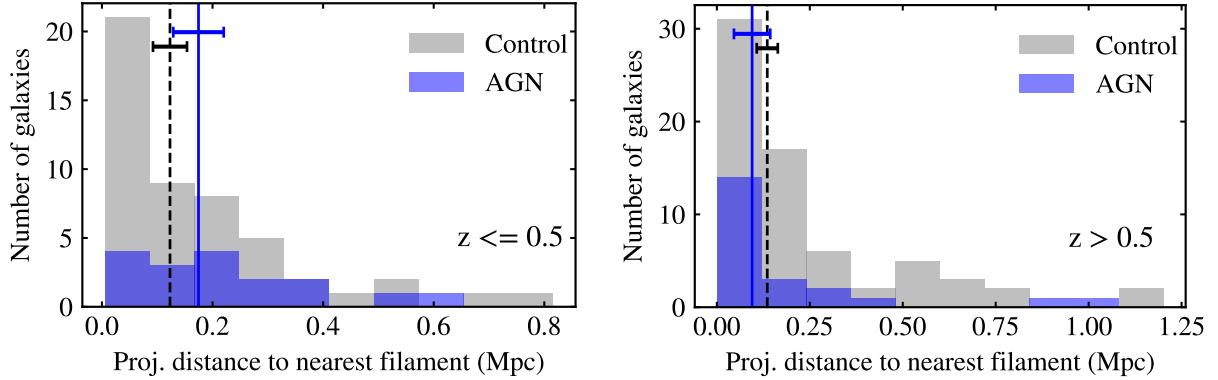 20
15
10
5
0
Number of galaxies
Control
AGN
z <= 0.5
0.0 0.2 0.4 0.6 0.8
Proj. distance to nearest filament (Mpc)
30
20
10
0
Number of galaxies
Control
AGN
z > 0.5
0.00 0.25 0.50 0.75 1.00 1.25
Proj. distance to nearest filament (Mpc)